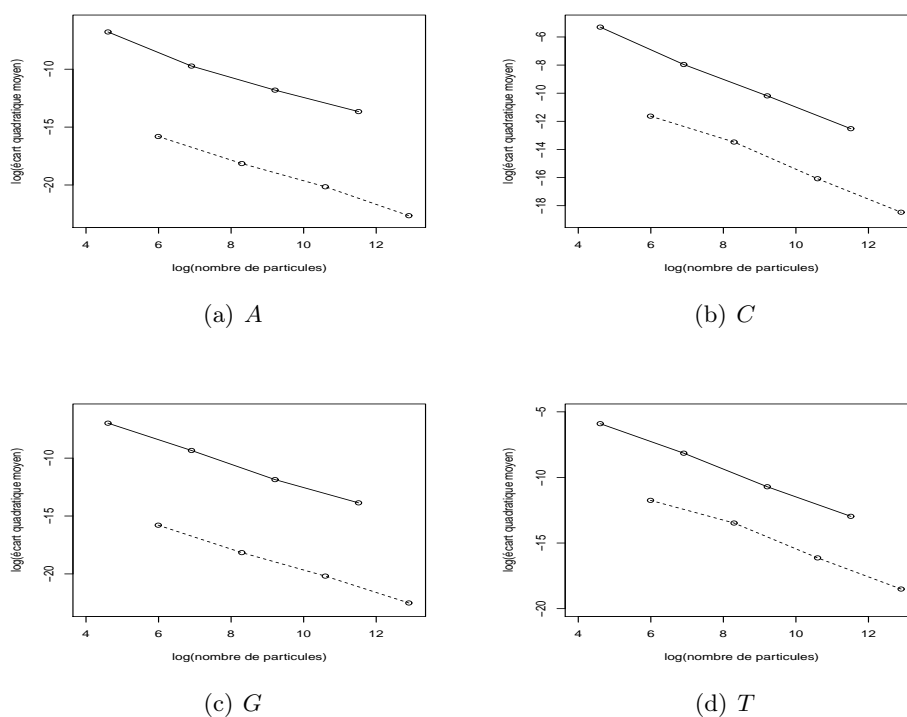 log(écart quadratique moyen)
-10
-15
-20
4 6 8 10 12
log(nombre de particules)
(a) A
log(écart quadratique moyen)
-6
-8
-10
-12
-14
-16
-18
4 6 8 10 12
log(nombre de particules)
(b) C
log(écart quadratique moyen)
-10
-15
-20
4 6 8 10 12
log(nombre de particules)
(c) G
log(écart quadratique moyen)
-5
-10
-15
-20
4 6 8 10 12
log(nombre de particules)
(d) T